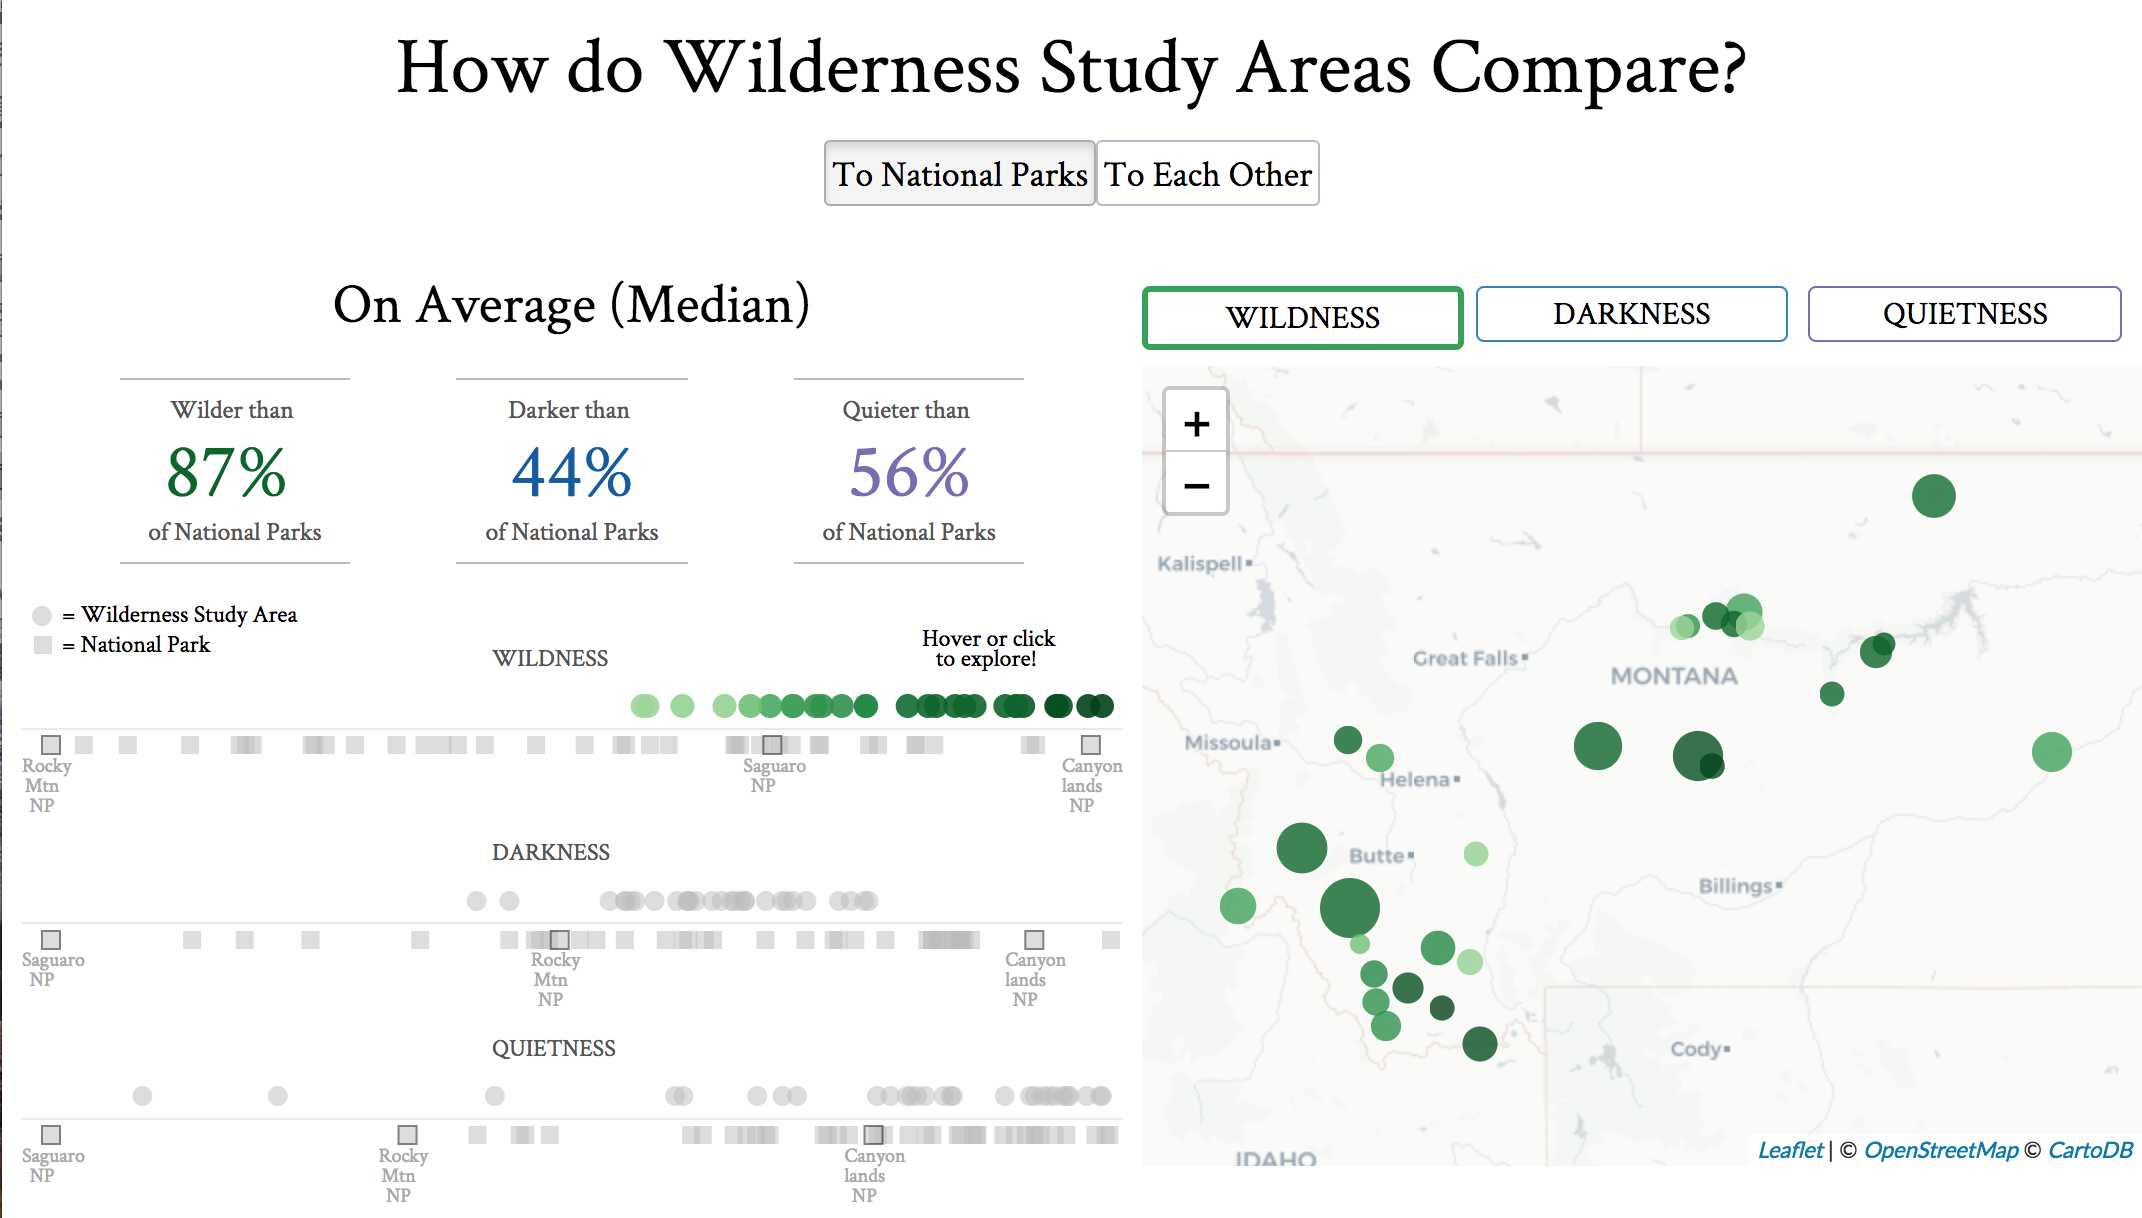 How do Wilderness Study Areas Compare?
To National Parks
To Each Other
On Average (Median)
Wilder than
87%
of National Parks
Darker than
44%
of National Parks
Quieter than
56%
of National Parks
= Wilderness Study Area
= National Park
WILDNESS
Hover or click
to explore!
Rocky
Mtn
NP
Saguaro
NP
Canyon
lands
NP
DARKNESS
Saguaro
NP
Rocky
Mtn
NP
Canyon
lands
NP
QUIETNESS
Saguaro
NP
Rocky
Mtn
NP
Canyon
lands
NP
WILDNESS
DARKNESS
QUIETNESS
+
−
Kalispell
Great Falls
MONTANA
Missoula
Helena
Butte
Billings
Cody
IDAHO
Leaflet | © OpenStreetMap © CartoDB